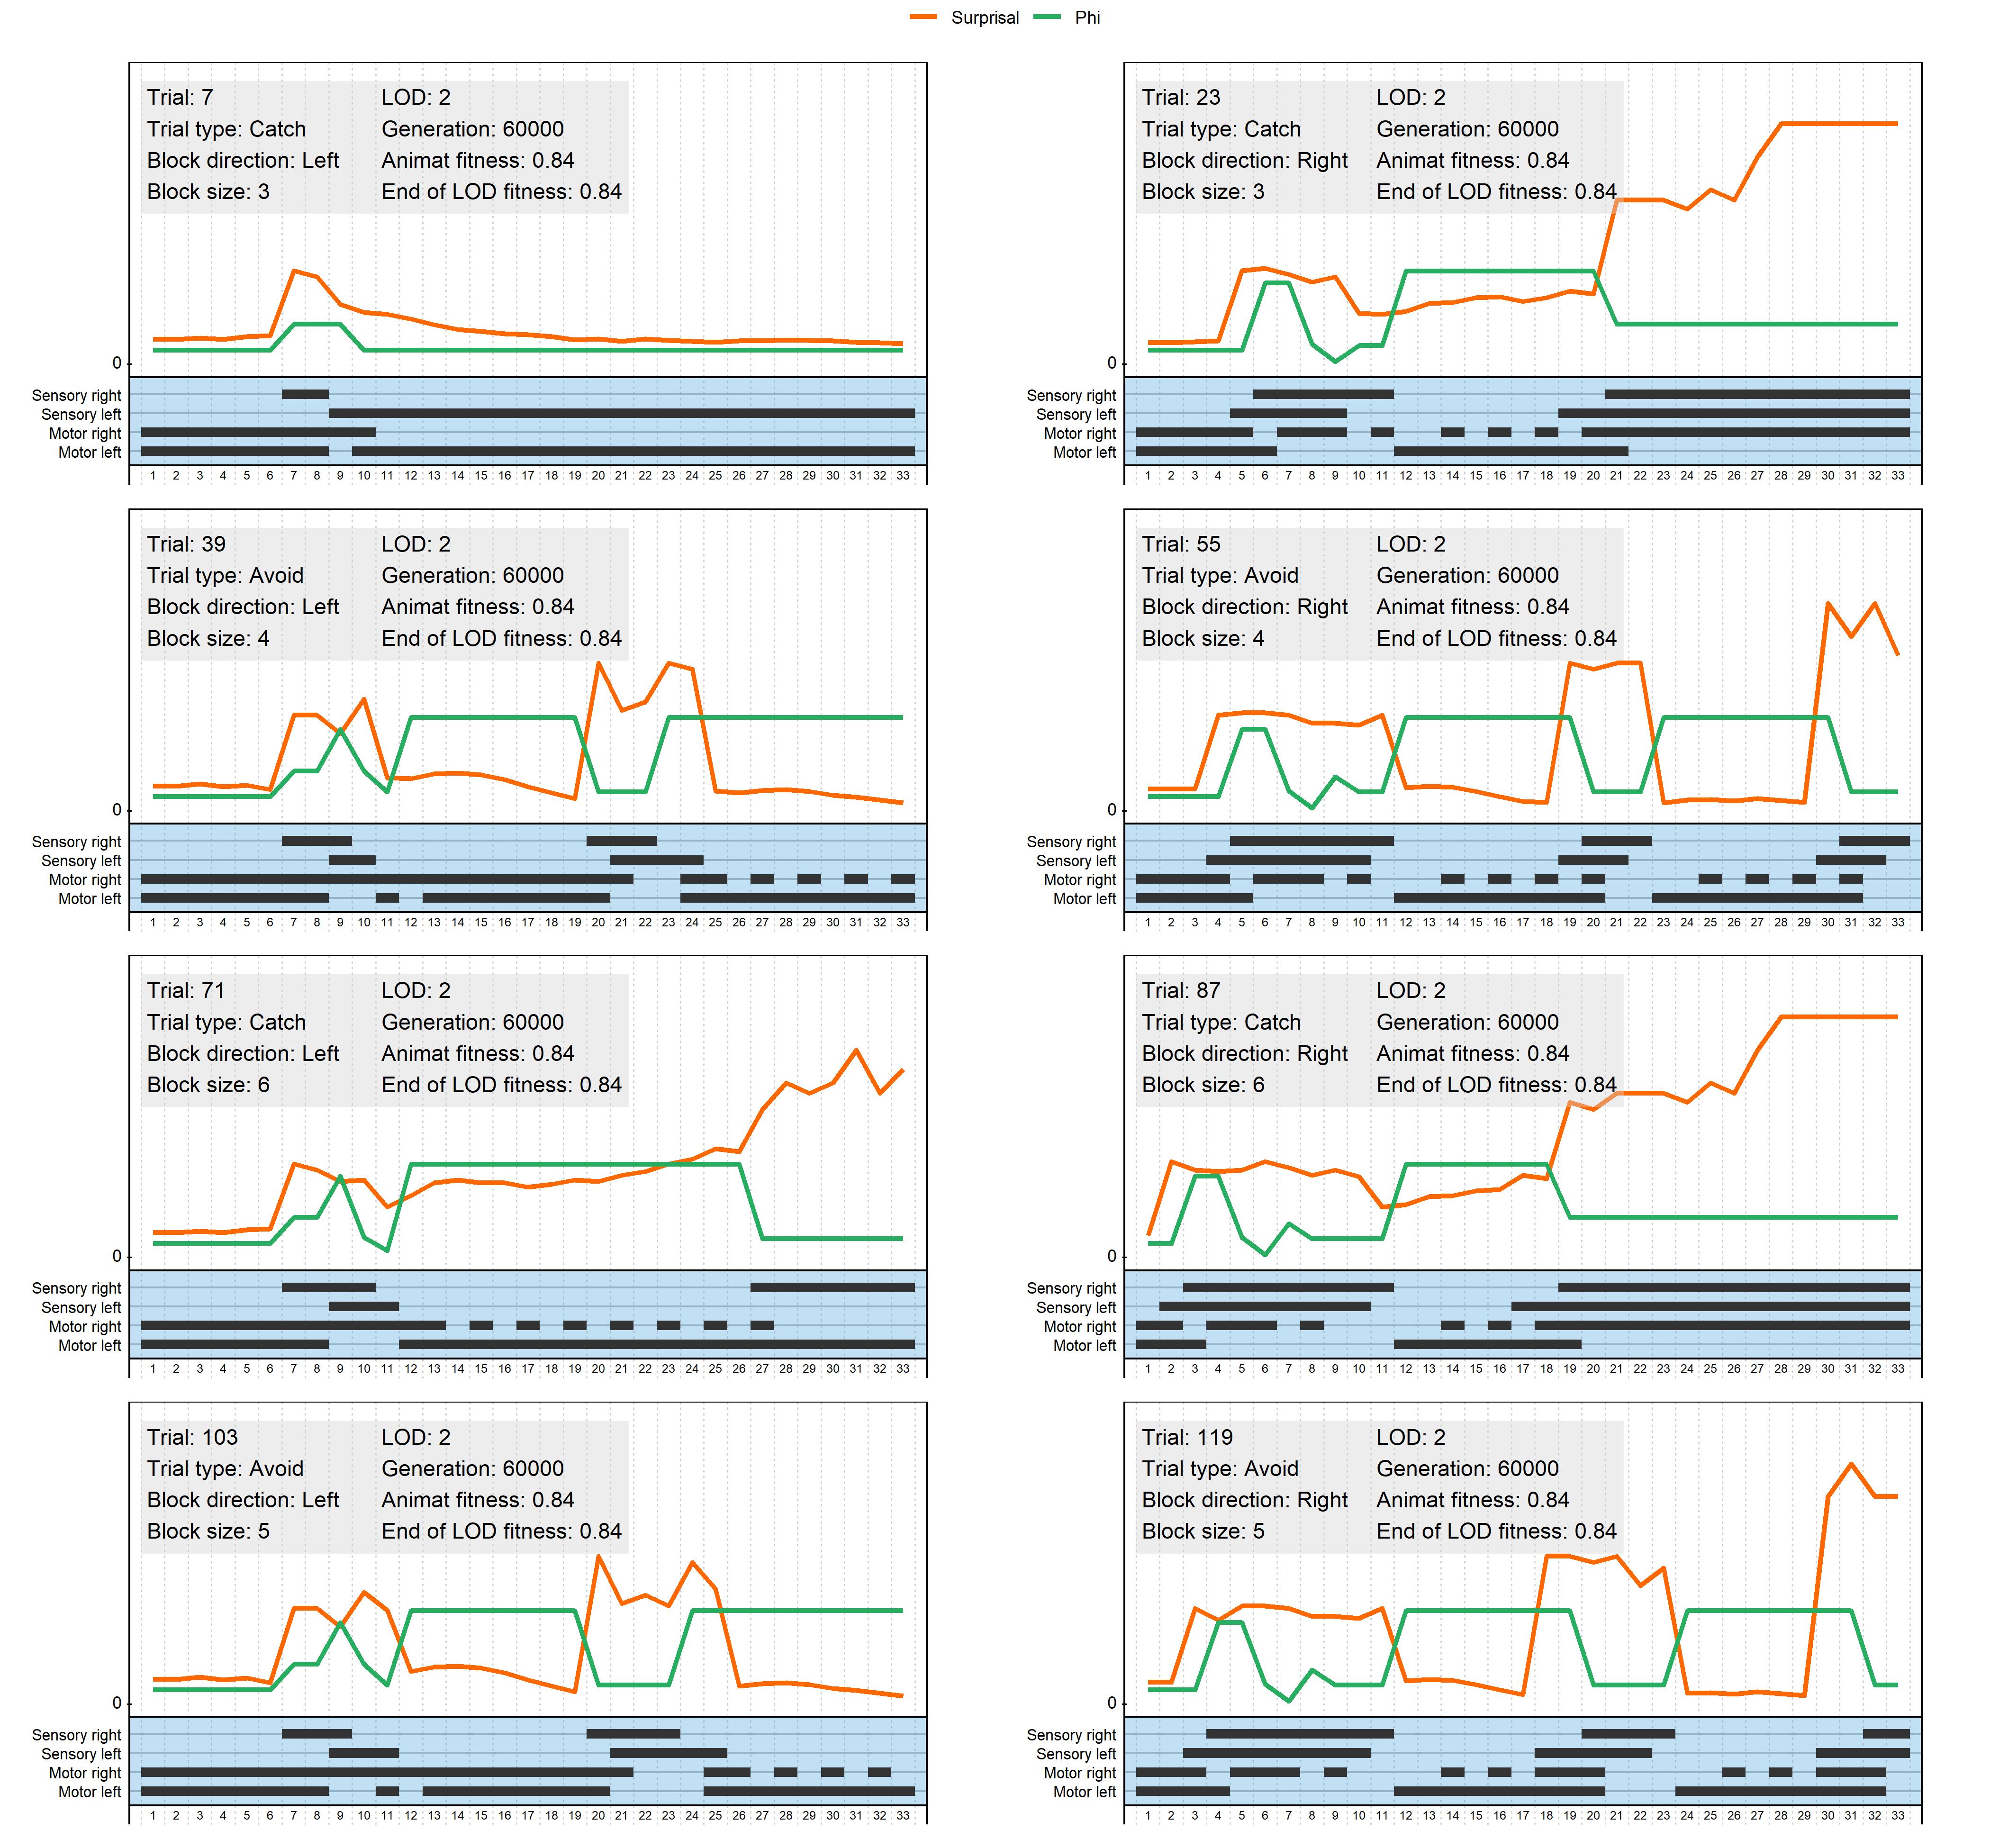 Surprisal Phi
Trial: 7 LOD: 2
Trial type: Catch Generation: 60000
Block direction: Left Animat fitness: 0.84
Block size: 3 End of LOD fitness: 0.84
0
Sensory right
Sensory left
Motor right
Motor left
1 2 3 4 5 6 7 8 9 10 11 12 13 14 15 16 17 18 19 20 21 22 23 24 25 26 27 28 29 30 31 32 33
Trial: 23 LOD: 2
Trial type: Catch Generation: 60000
Block direction: Right Animat fitness: 0.84
Block size: 3 End of LOD fitness: 0.84
0
Sensory right
Sensory left
Motor right
Motor left
1 2 3 4 5 6 7 8 9 10 11 12 13 14 15 16 17 18 19 20 21 22 23 24 25 26 27 28 29 30 31 32 33
Trial: 39 LOD: 2
Trial type: Avoid Generation: 60000
Block direction: Left Animat fitness: 0.84
Block size: 4 End of LOD fitness: 0.84
0
Sensory right
Sensory left
Motor right
Motor left
1 2 3 4 5 6 7 8 9 10 11 12 13 14 15 16 17 18 19 20 21 22 23 24 25 26 27 28 29 30 31 32 33
Trial: 55 LOD: 2
Trial type: Avoid Generation: 60000
Block direction: Right Animat fitness: 0.84
Block size: 4 End of LOD fitness: 0.84
0
Sensory right
Sensory left
Motor right
Motor left
1 2 3 4 5 6 7 8 9 10 11 12 13 14 15 16 17 18 19 20 21 22 23 24 25 26 27 28 29 30 31 32 33
Trial: 71 LOD: 2
Trial type: Catch Generation: 60000
Block direction: Left Animat fitness: 0.84
Block size: 6 End of LOD fitness: 0.84
0
Sensory right
Sensory left
Motor right
Motor left
1 2 3 4 5 6 7 8 9 10 11 12 13 14 15 16 17 18 19 20 21 22 23 24 25 26 27 28 29 30 31 32 33
Trial: 87 LOD: 2
Trial type: Catch Generation: 60000
Block direction: Right Animat fitness: 0.84
Block size: 6 End of LOD fitness: 0.84
0
Sensory right
Sensory left
Motor right
Motor left
1 2 3 4 5 6 7 8 9 10 11 12 13 14 15 16 17 18 19 20 21 22 23 24 25 26 27 28 29 30 31 32 33
Trial: 103 LOD: 2
Trial type: Avoid Generation: 60000
Block direction: Left Animat fitness: 0.84
Block size: 5 End of LOD fitness: 0.84
0
Sensory right
Sensory left
Motor right
Motor left
1 2 3 4 5 6 7 8 9 10 11 12 13 14 15 16 17 18 19 20 21 22 23 24 25 26 27 28 29 30 31 32 33
Trial: 119 LOD: 2
Trial type: Avoid Generation: 60000
Block direction: Right Animat fitness: 0.84
Block size: 5 End of LOD fitness: 0.84
0
Sensory right
Sensory left
Motor right
Motor left
1 2 3 4 5 6 7 8 9 10 11 12 13 14 15 16 17 18 19 20 21 22 23 24 25 26 27 28 29 30 31 32 33